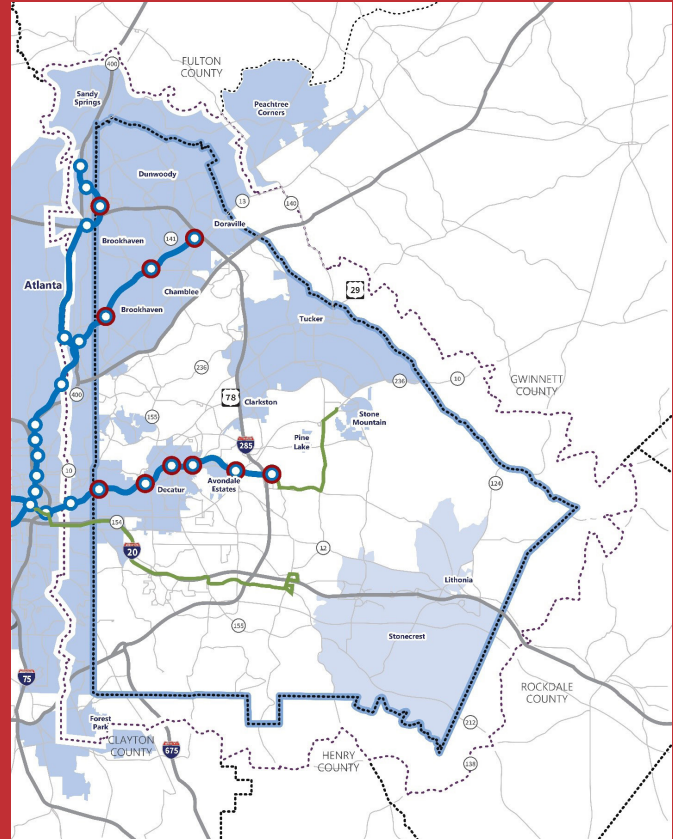 FULTON
COUNTY
400
Sandy
Springs
Peachtree
Corners
Dunwoody
13
140
Doraville
Brookhaven
141
Atlanta
29
Chamblee
Brookhaven
Tucker
236
236
10
GWINNETT
COUNTY
400
78
Clarkston
155
Stone
Mountain
285
Pine
Lake
10
Avondale
Estates
Decatur
124
154
20
12
Lithonia
155
Stonecrest
75
ROCKDALE
COUNTY
Forest
Park
212
CLAYTON
COUNTY
675
HENRY
COUNTY
138